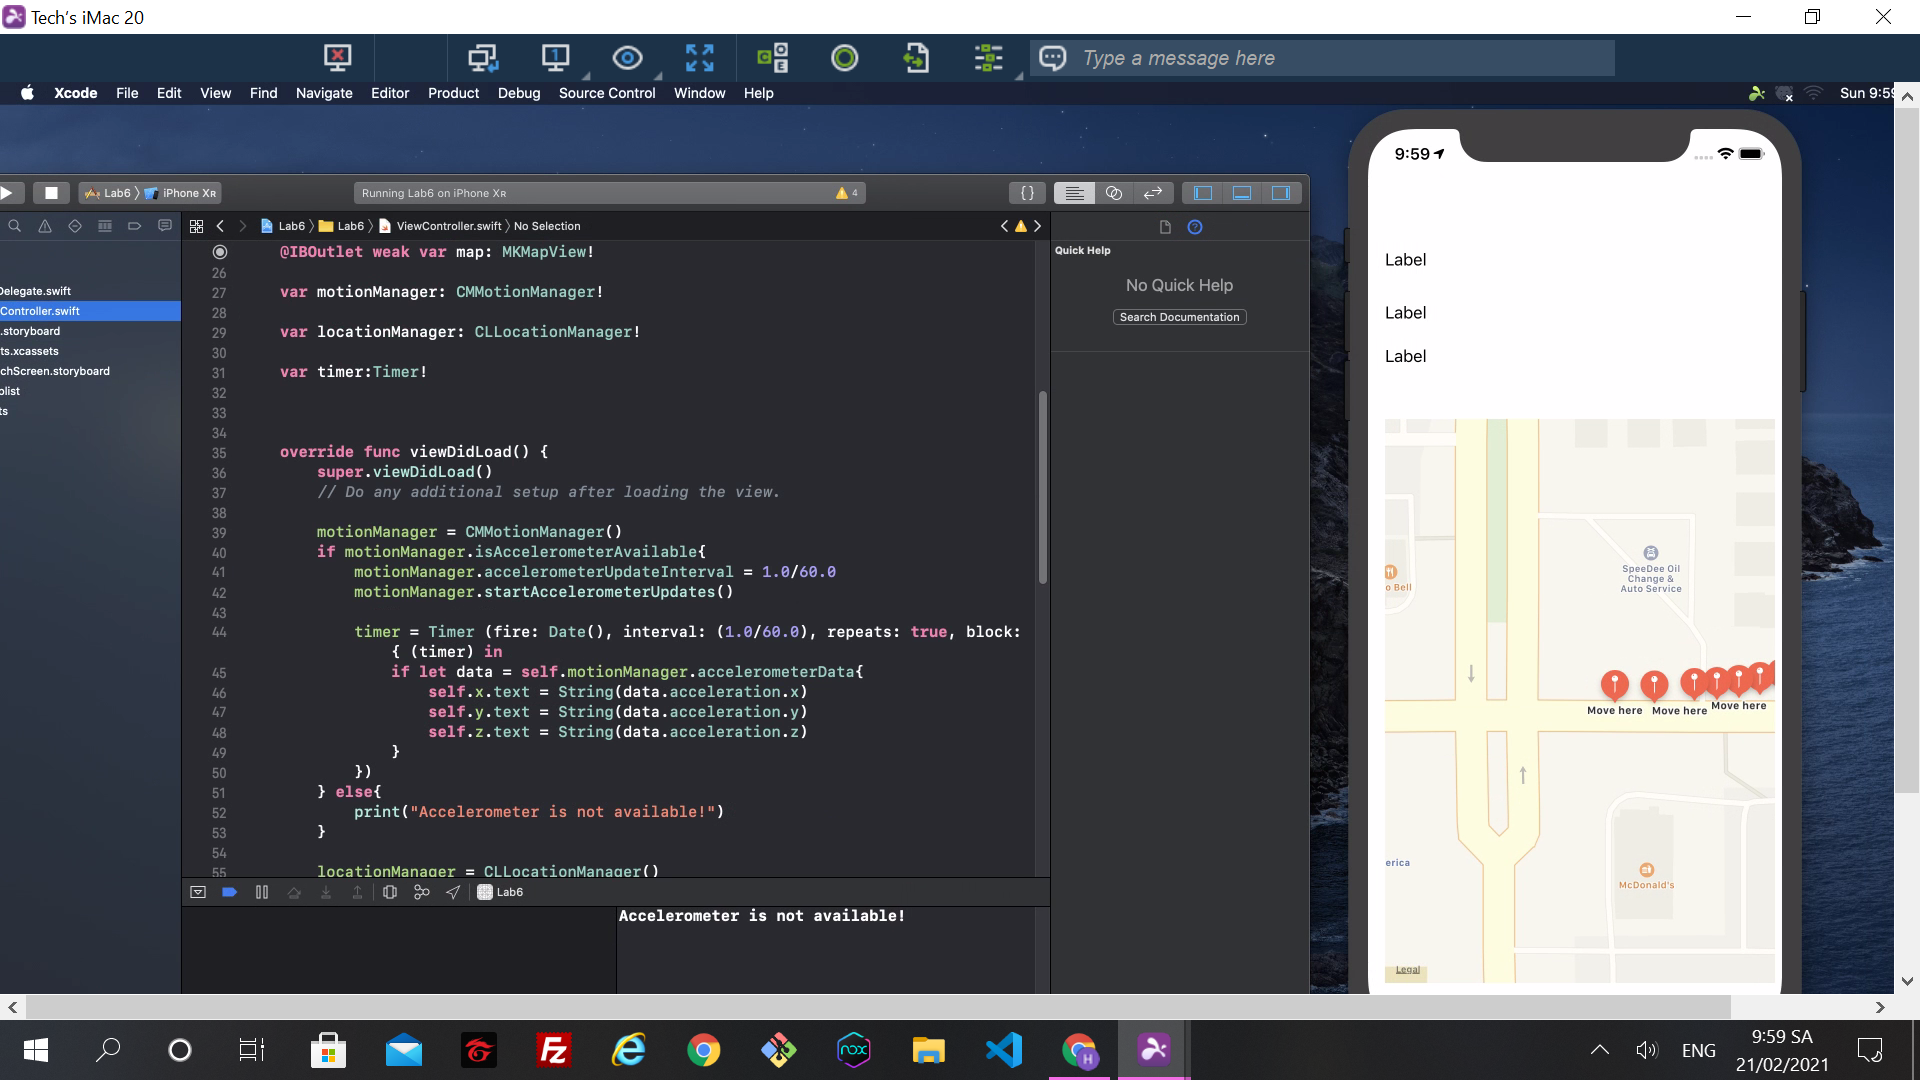 Tech's iMac 20
Type a message here
Xcode File Edit View Find Navigate Editor Product Debug Source Control Window Help
Sun 9:59
Lab6 〉 iPhone XR
Running Lab6 on iPhone XR
4
{}
Lab6 〉 Lab6 〉 ViewController.swift 〉 No Selection
Delegate.swift
Controller.swift
.storyboard
ts.xcassets
chScreen.storyboard
plist
ts
@IBOutlet weak var map: MKMapView!
26
27 var motionManager: CMMotionManager!
28
29 var locationManager: CLLocationManager!
30
31 var timer:Timer!
32
33
34
35 override func viewDidLoad() {
36 super.viewDidLoad()
37 // Do any additional setup after loading the view.
38
39 motionManager = CMMotionManager()
40 if motionManager.isAccelerometerAvailable{
41 motionManager.accelerometerUpdateInterval = 1.0/60.0
42 motionManager.startAccelerometerUpdates()
43
44 timer = Timer (fire: Date(), interval: (1.0/60.0), repeats: true, block:
{ (timer) in
45 if let data = self.motionManager.accelerometerData{
46 self.x.text = String(data.acceleration.x)
47 self.y.text = String(data.acceleration.y)
48 self.z.text = String(data.acceleration.z)
49 }
50 })
51 } else{
52 print("Accelerometer is not available!")
53 }
54
55 locationManager = CLLocationManager()
Lab6
Accelerometer is not available!
Quick Help
No Quick Help
Search Documentation
9:59
Label
Label
Label
SpeeDee Oil
Change &
Auto Service
o Bell
Move here
Move here
Move here
erica
McDonald's
Legal
ENG
9:59 SA
21/02/2021